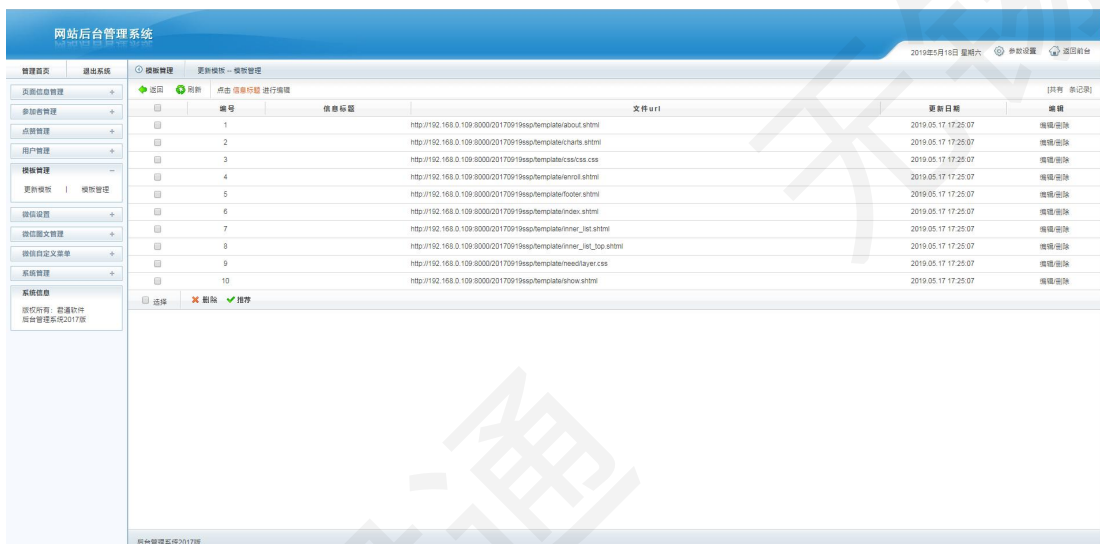 网站后台管理系统
2019年5月18日 星期六 参数设置 返回前台
管理首页 退出系统 模板管理 更新模板 -- 模板管理
页面信息管理 +
参加者管理 +
点赞管理 +
用户管理 +
模板管理 -
更新模板 | 模板管理
微信设置 +
微信图文管理 +
微信自定义菜单 +
系统管理 +
系统信息
版权所有：君通软件
后台管理系统2017版
返回 刷新 点击 信息标题 进行编辑 [共有 条记录]
编号 信息标题 文件url 更新日期 编辑
1 http://192.168.0.109:8000/20170919ssp/template/about.shtml 2019.05.17 17:25:07 编辑/删除
2 http://192.168.0.109:8000/20170919ssp/template/charts.shtml 2019.05.17 17:25:07 编辑/删除
3 http://192.168.0.109:8000/20170919ssp/template/css/css.css 2019.05.17 17:25:07 编辑/删除
4 http://192.168.0.109:8000/20170919ssp/template/enroll.shtml 2019.05.17 17:25:07 编辑/删除
5 http://192.168.0.109:8000/20170919ssp/template/footer.shtml 2019.05.17 17:25:07 编辑/删除
6 http://192.168.0.109:8000/20170919ssp/template/index.shtml 2019.05.17 17:25:07 编辑/删除
7 http://192.168.0.109:8000/20170919ssp/template/inner_list.shtml 2019.05.17 17:25:07 编辑/删除
8 http://192.168.0.109:8000/20170919ssp/template/inner_list_top.shtml 2019.05.17 17:25:07 编辑/删除
9 http://192.168.0.109:8000/20170919ssp/template/need/layer.css 2019.05.17 17:25:07 编辑/删除
10 http://192.168.0.109:8000/20170919ssp/template/show.shtml 2019.05.17 17:25:07 编辑/删除
选择 删除 推荐
后台管理系统2017版
通